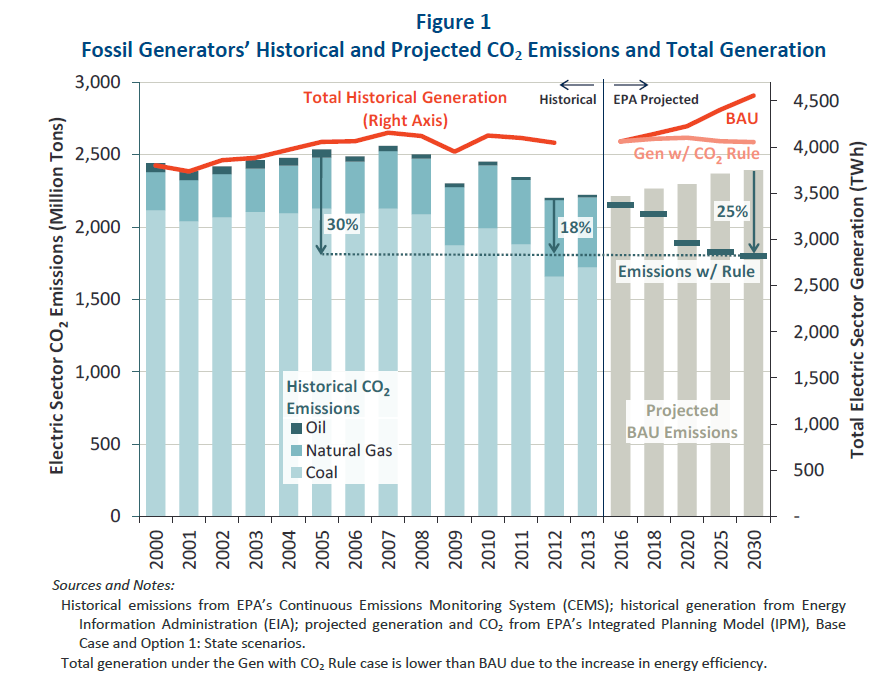 Figure 1
Fossil Generators’ Historical and Projected CO₂ Emissions and Total Generation
Electric Sector CO₂ Emissions (Million Tons)
3,000
2,500
2,000
1,500
1,000
500
0
Total Historical Generation
(Right Axis)
Historical
EPA Projected
BAU
Gen w/ CO₂ Rule
30%
18%
25%
Emissions w/ Rule
Historical CO₂
Emissions
Oil
Natural Gas
Coal
Projected
BAU Emissions
4,500
4,000
3,500
3,000
2,500
2,000
1,500
1,000
500
-
Total Electric Sector Generation (TWh)
2000
2001
2002
2003
2004
2005
2006
2007
2008
2009
2010
2011
2012
2013
2016
2018
2020
2025
2030
Sources and Notes:
Historical emissions from EPA’s Continuous Emissions Monitoring System (CEMS); historical generation from Energy
Information Administration (EIA); projected generation and CO₂ from EPA’s Integrated Planning Model (IPM), Base
Case and Option 1: State scenarios.
Total generation under the Gen with CO₂ Rule case is lower than BAU due to the increase in energy efficiency.